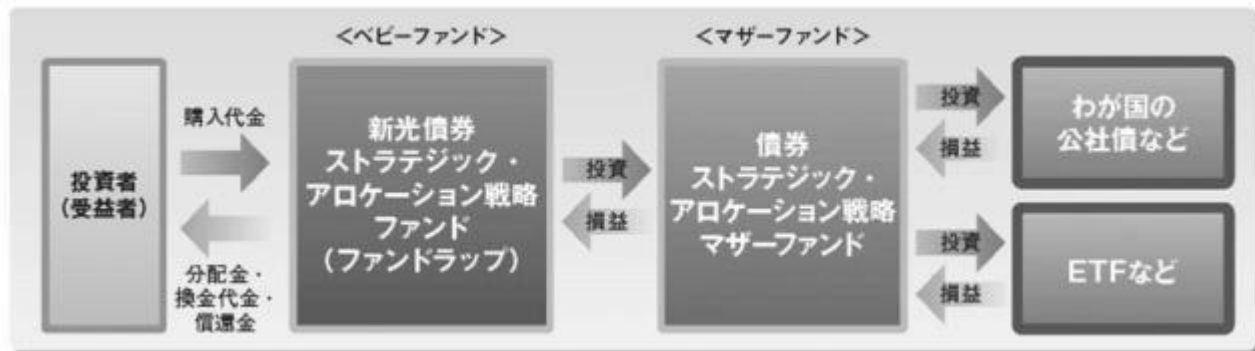 <ベビーファンド>
<マザーファンド>
投資者
(受益者)
購入代金
分配金・
換金代金・
償還金
新光債券
ストラテジック・
アロケーション戦略
ファンド
(ファンドラップ)
投資
損益
債券
ストラテジック・
アロケーション戦略
マザーファンド
投資
損益
わが国の
公社債など
投資
損益
ETFなど